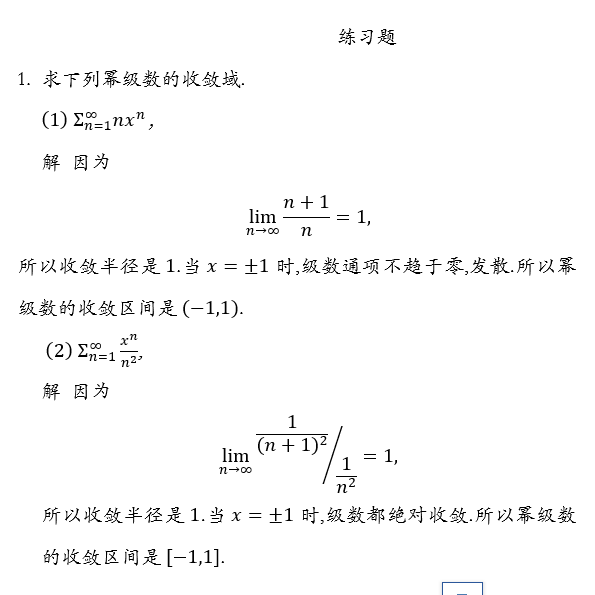 练习题
1. 求下列幂级数的收敛域.
(1) Σ_{n=1}^{∞} nx^n,
解 因为
lim_{n→∞} (n+1)/n = 1,
所以收敛半径是 1.当 x = ±1 时,级数通项不趋于零,发散.所以幂
级数的收敛区间是 (−1,1).
(2) Σ_{n=1}^{∞} x^n/n^2,
解 因为
lim_{n→∞} 1/(n+1)^2 / 1/n^2 = 1,
所以收敛半径是 1.当 x = ±1 时,级数都绝对收敛.所以幂级数
的收敛区间是 [−1,1].